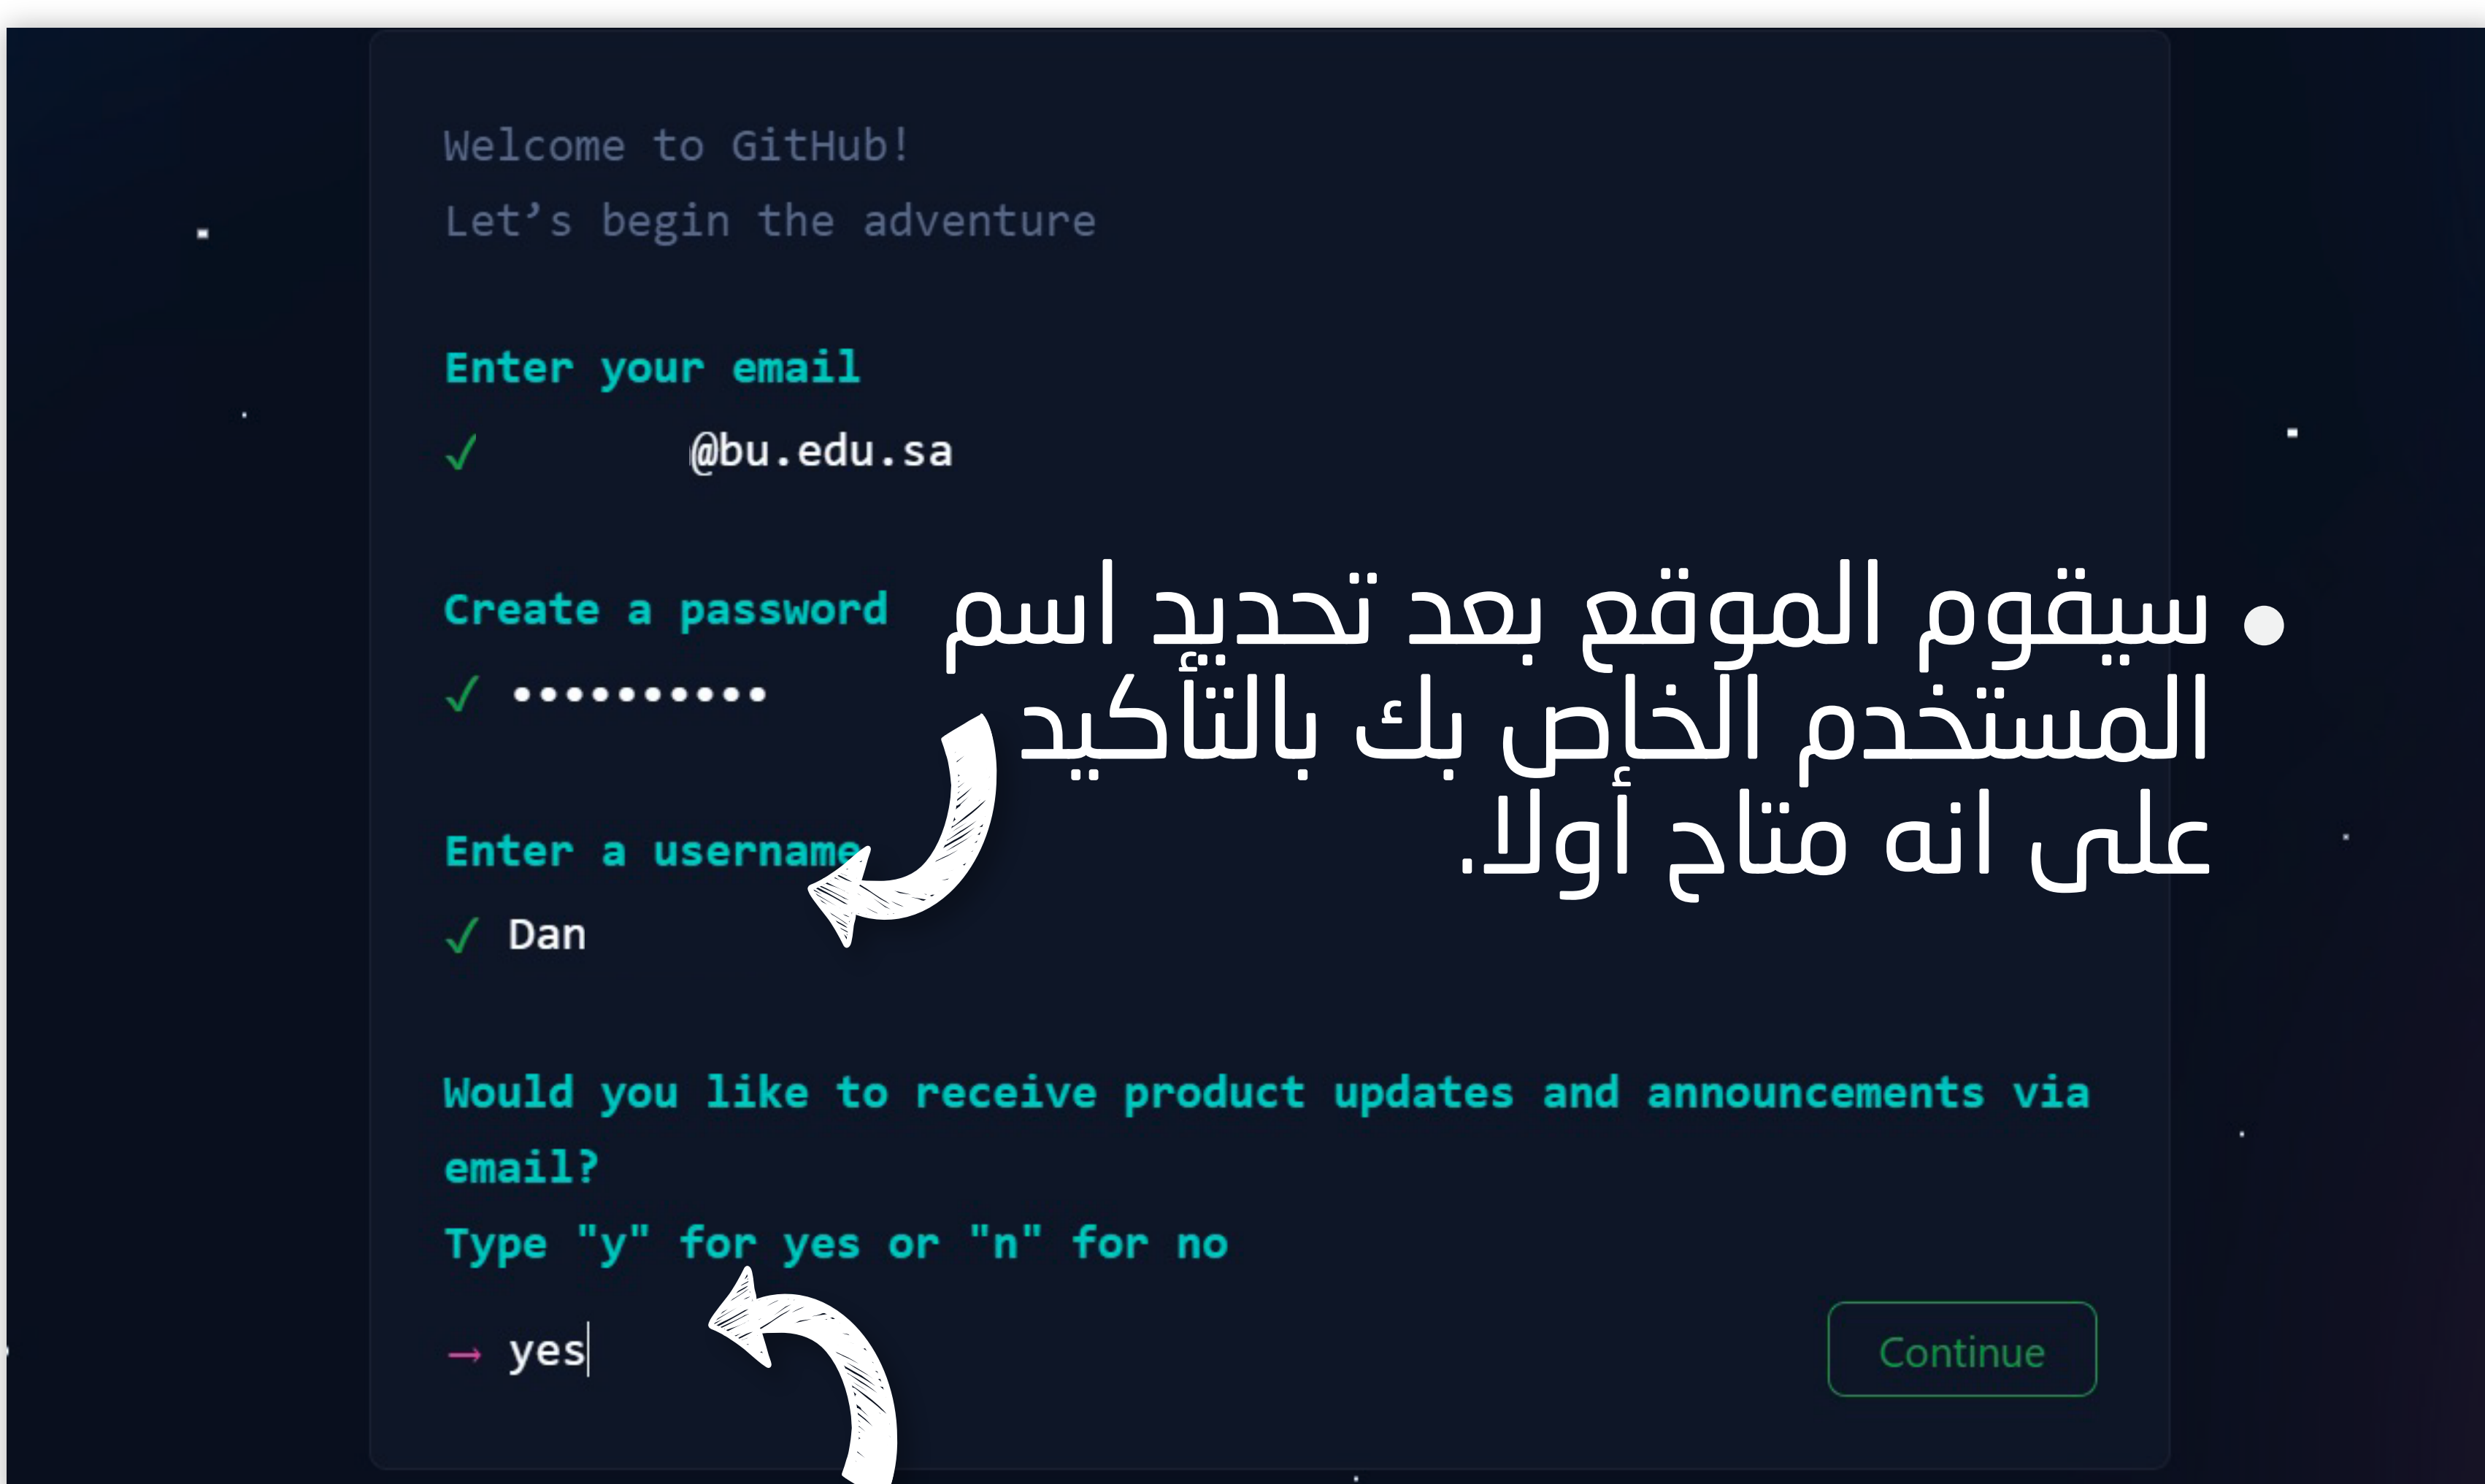 Welcome to GitHub!
Let’s begin the adventure
Enter your email
✓ @bu.edu.sa
Create a password
✓ ••••••••••
• سيقوم الموقع بعد تحديد اسم
المستخدم الخاص بك بالتأكيد
على انه متاح أولا.
Enter a username
✓ Dan
Would you like to receive product updates and announcements via
email?
Type "y" for yes or "n" for no
→ yes
Continue